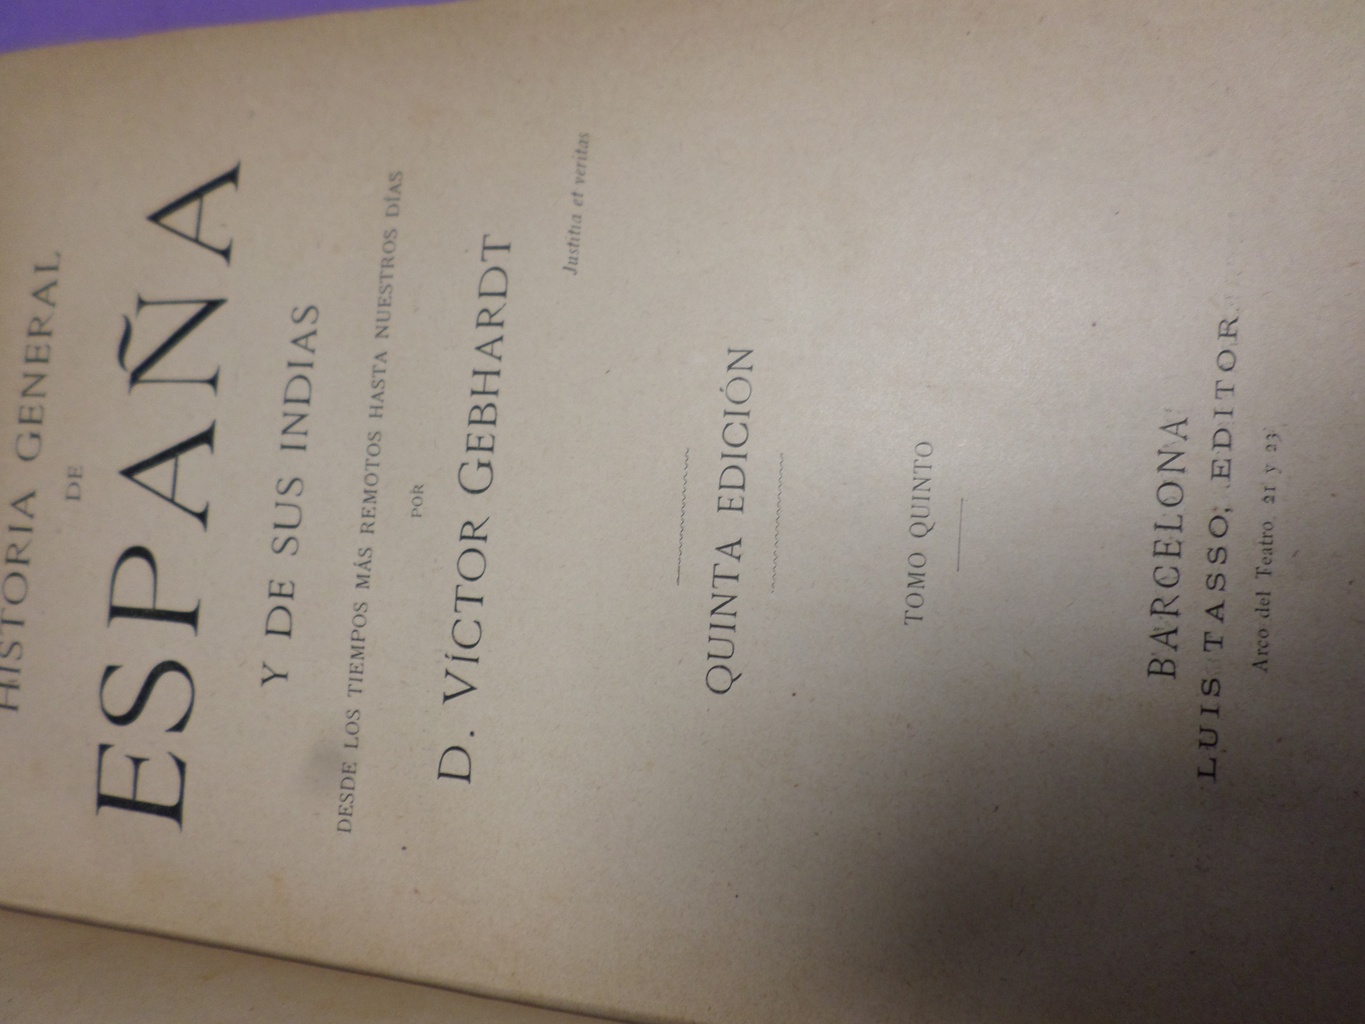 HISTORIA GENERAL
DE
ESPAÑA
Y DE SUS INDIAS
DESDE LOS TIEMPOS MÁS REMOTOS HASTA NUESTROS DÍAS
POR
D. VÍCTOR GEBHARDT
Justitia et veritas
QUINTA EDICIÓN
TOMO QUINTO
BARCELONA
LUIS TASSO, EDITOR
Arco del Teatro, 21 y 23